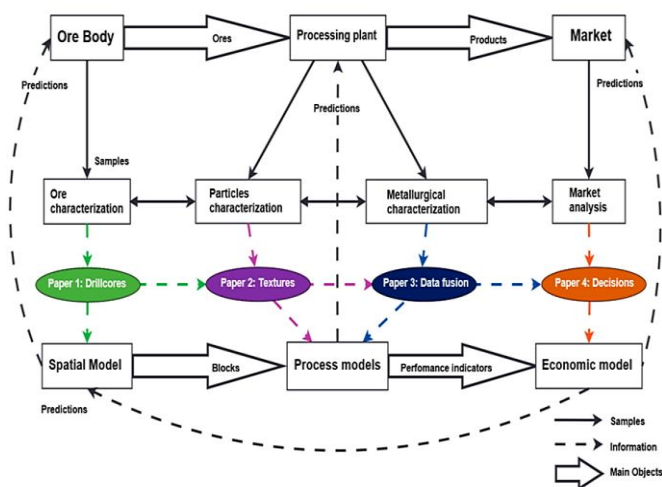 Ore Body
Ores
Processing plant
Products
Market
Predictions
Predictions
Predictions
Samples
Ore
characterization
Particles
characterization
Metallurgical
characterization
Market
analysis
Paper 1: Drillcores
Paper 2: Textures
Paper 3: Data fusion
Paper 4: Decisions
Spatial Model
Blocks
Process models
Perfomance indicators
Economic model
Predictions
Samples
Information
Main Objects